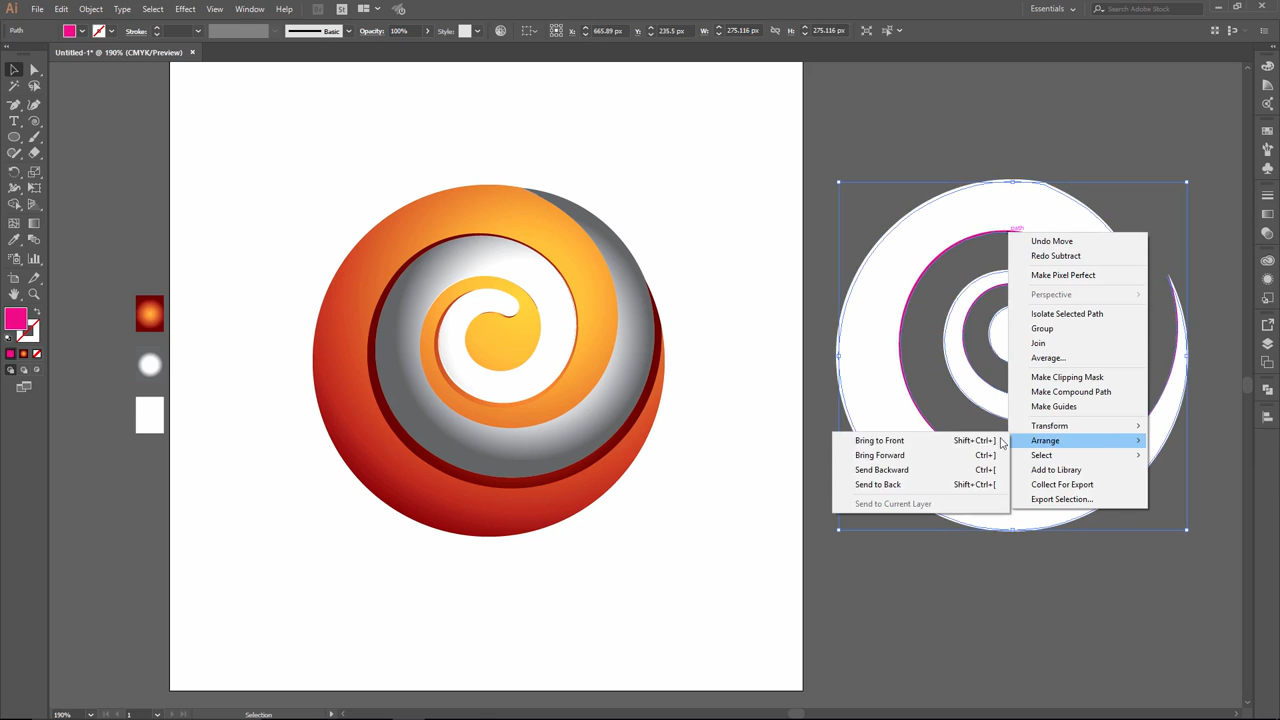 Ai File Edit Object Type Select Effect View Window Help Br St Essentials Search Adobe Stock
Path Stroke: Basic Opacity: 100% Style: X: 665.89 px Y: 235.5 px W: 275.116 px H: 275.116 px
Untitled-1* @ 190% (CMYK/Preview) ×
path
Undo Move
Redo Subtract
Make Pixel Perfect
Perspective
Isolate Selected Path
Group
Join
Average...
Make Clipping Mask
Make Compound Path
Make Guides
Transform
Arrange
Select
Add to Library
Collect For Export
Export Selection...
Bring to Front Shift+Ctrl+]
Bring Forward Ctrl+]
Send Backward Ctrl+[
Send to Back Shift+Ctrl+[
Send to Current Layer
190% 1 Selection